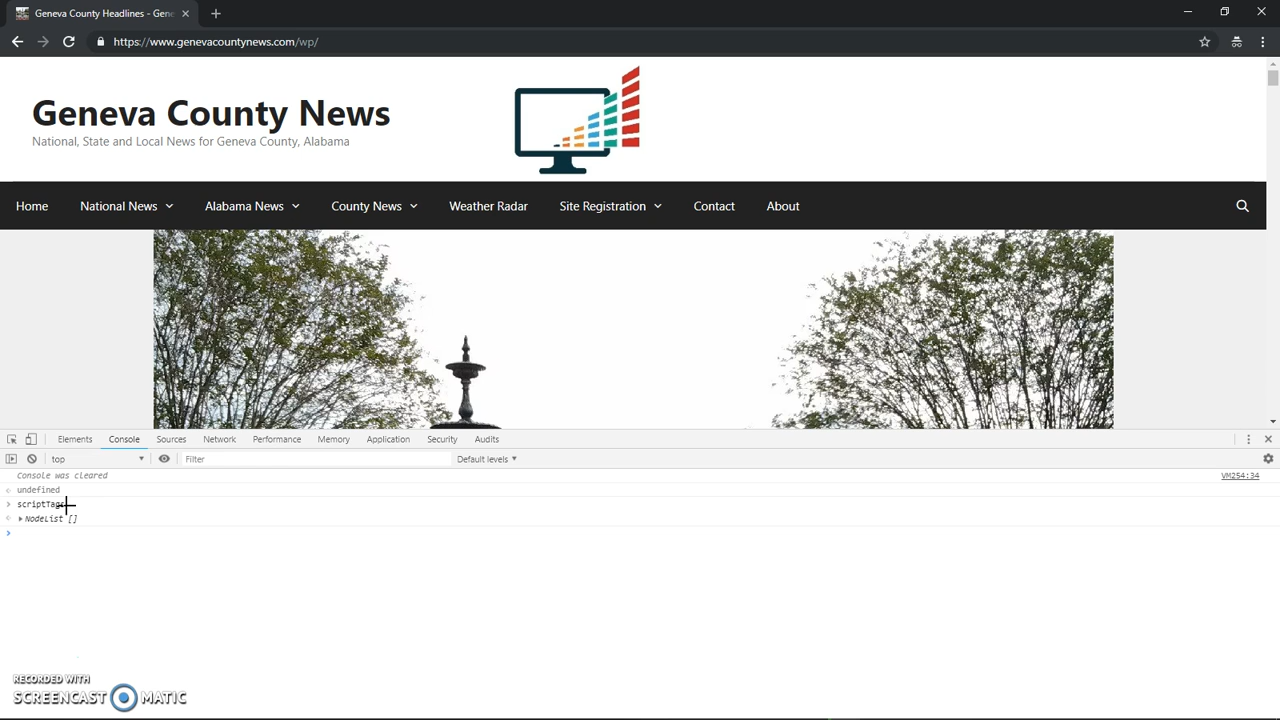 Geneva County Headlines - Gene
https://www.genevacountynews.com/wp/
Geneva County News
National, State and Local News for Geneva County, Alabama
Home National News Alabama News County News Weather Radar Site Registration Contact About
Elements Console Sources Network Performance Memory Application Security Audits
top Filter Default levels
Console was cleared VM254:34
undefined
scriptTags
NodeList []
RECORDED WITH
SCREENCAST MATIC